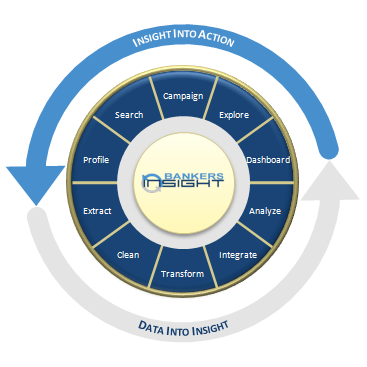 INSIGHT INTO ACTION
Campaign
Search
Explore
Profile
Dashboard
BANKERS
INSIGHT
Extract
Analyze
Clean
Integrate
Transform
DATA INTO INSIGHT